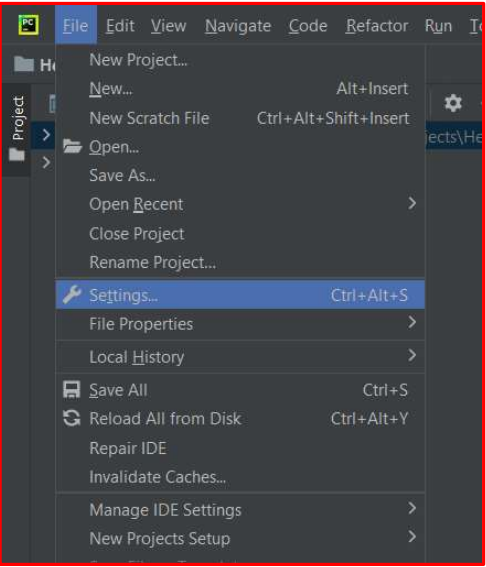 PC File Edit View Navigate Code Refactor Run
Project
New Project...
New... Alt+Insert
New Scratch File Ctrl+Alt+Shift+Insert
Open...
Save As...
Open Recent
Close Project
Rename Project...
Settings... Ctrl+Alt+S
File Properties
Local History
Save All Ctrl+S
Reload All from Disk Ctrl+Alt+Y
Repair IDE
Invalidate Caches...
Manage IDE Settings
New Projects Setup